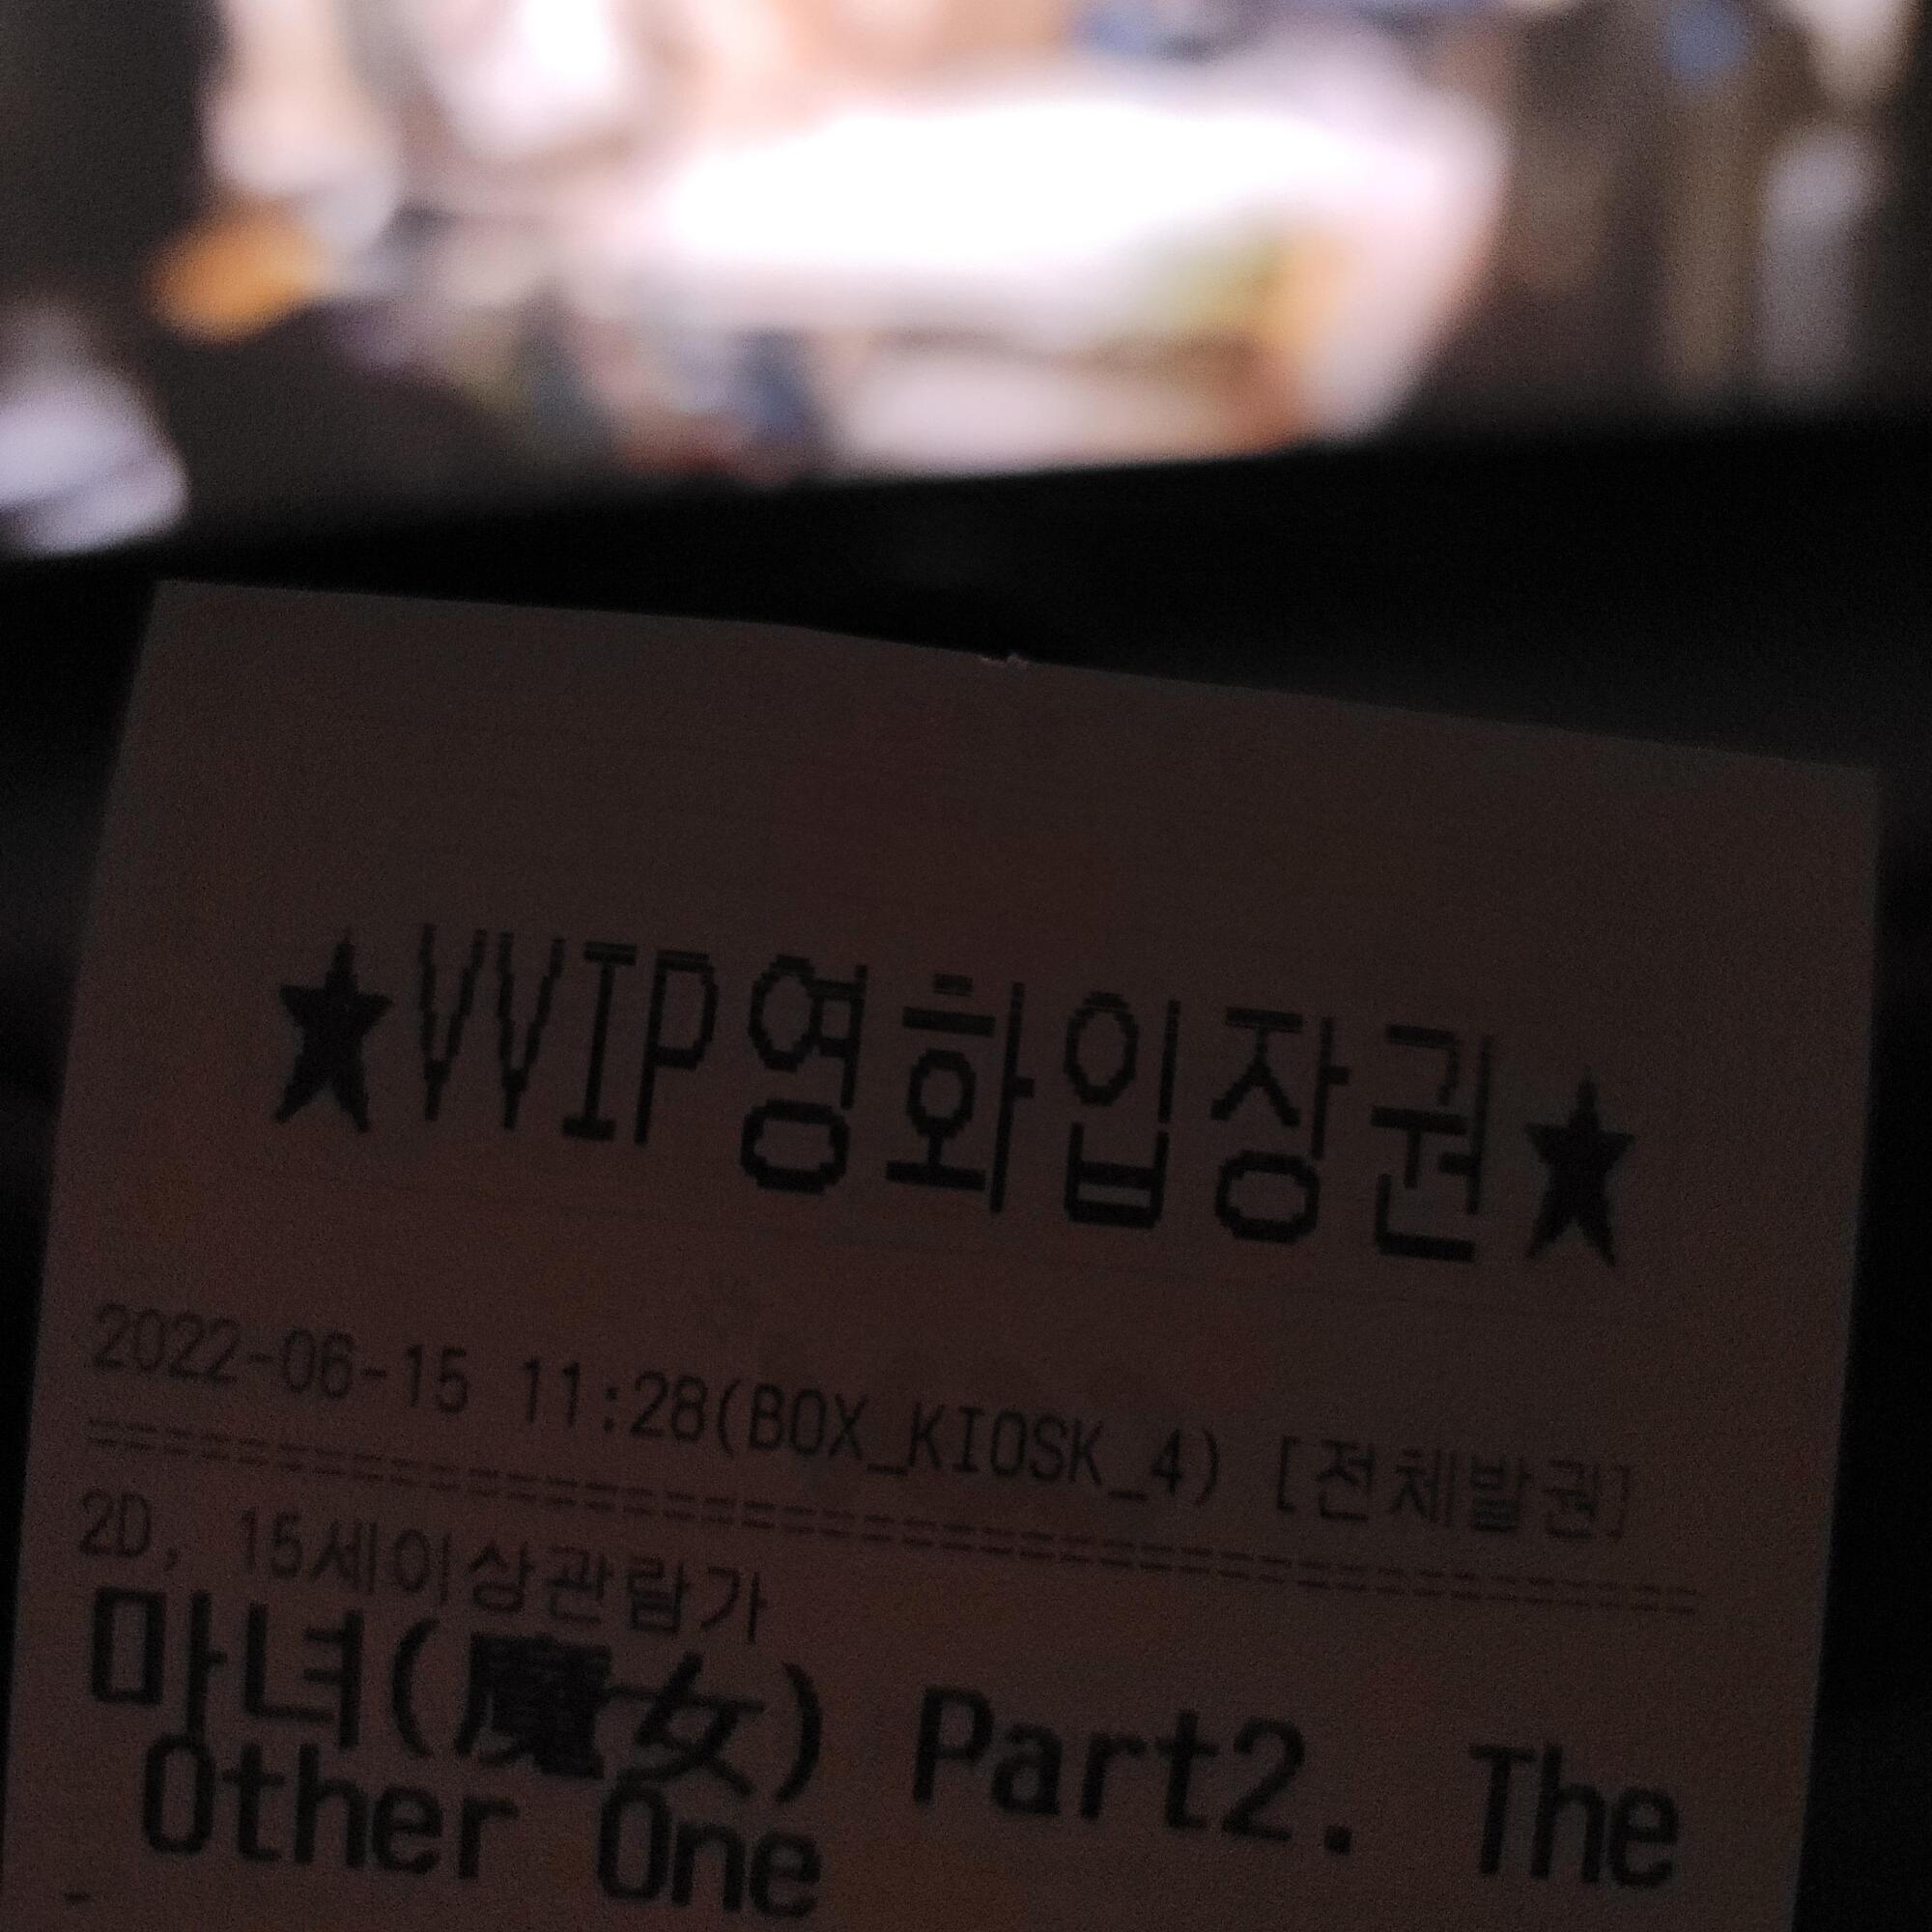 ★VVIP영화입장권★
2022-06-15 11:28(BOX_KIOSK_4) [전체발권]
================================
2D, 15세이상관람가
마녀(魔女) Part2. The
Other One